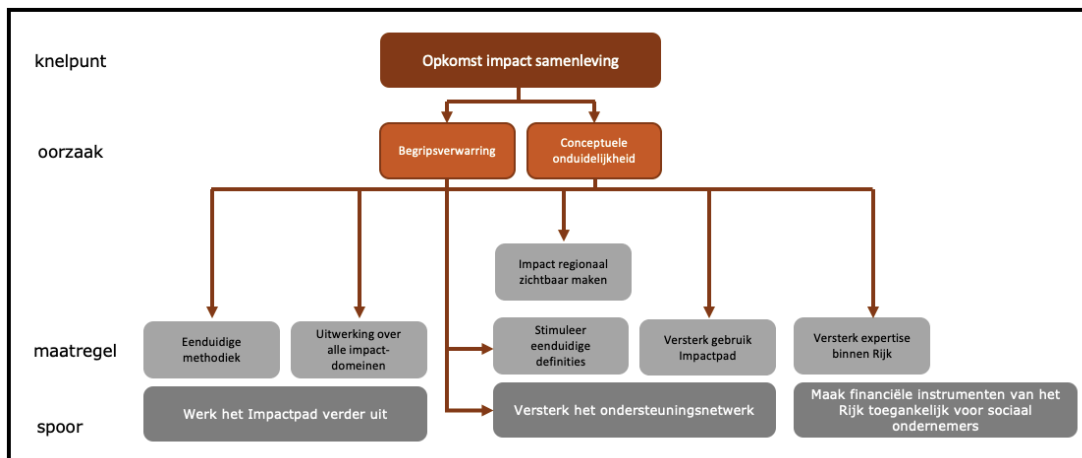 knelpunt
Opkomst impact samenleving
oorzaak
Begripsverwarring
Conceptuele
onduidelijkheid
Impact regionaal
zichtbaar maken
maatregel
Eenduidige
methodiek
Uitwerking over
alle impact-
domeinen
Stimuleer
eenduidige
definities
Versterk gebruik
Impactpad
Versterk expertise
binnen Rijk
spoor
Werk het Impactpad verder uit
Versterk het ondersteuningsnetwerk
Maak financiële instrumenten van het
Rijk toegankelijk voor sociaal
ondernemers